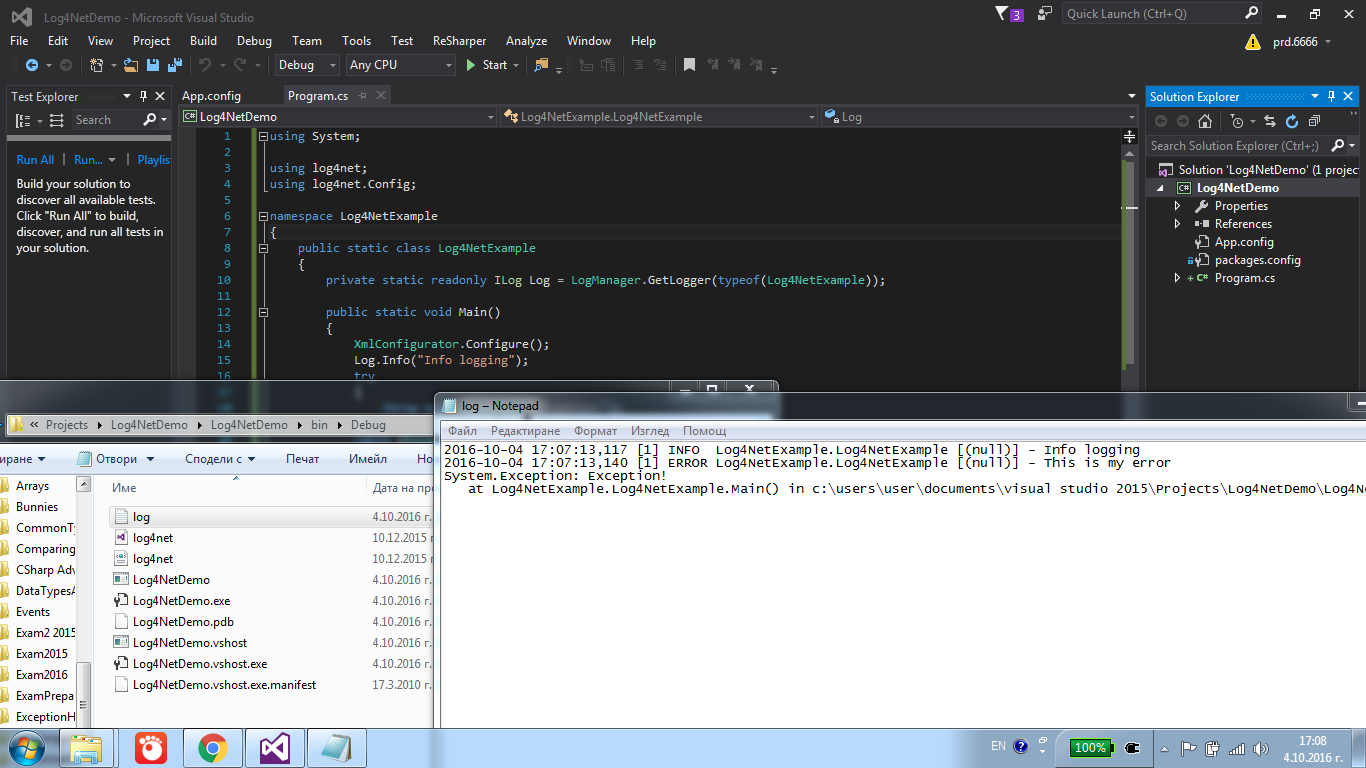 Log4NetDemo - Microsoft Visual Studio
3
Quick Launch (Ctrl+Q)
File Edit View Project Build Debug Team Tools Test ReSharper Analyze Window Help
prd.6666
Debug Any CPU Start
Test Explorer
Search
Run All Run... Playlis
Build your solution to
discover all available tests.
Click "Run All" to build,
discover, and run all tests in
your solution.
App.config Program.cs
Log4NetDemo Log4NetExample.Log4NetExample Log
1 using System;
2
3 using log4net;
4 using log4net.Config;
5
6 namespace Log4NetExample
7 {
8 public static class Log4NetExample
9 {
10 private static readonly ILog Log = LogManager.GetLogger(typeof(Log4NetExample));
11
12 public static void Main()
13 {
14 XmlConfigurator.Configure();
15 Log.Info("Info logging");
16 try
Solution Explorer
Search Solution Explorer (Ctrl+;)
Solution 'Log4NetDemo' (1 projec
Log4NetDemo
Properties
References
App.config
packages.config
Program.cs
« Projects Log4NetDemo Log4NetDemo bin Debug
иране Отвори Сподели с Печат Имейл Но
Arrays
Bunnies
CommonTy
Comparing
CSharp Adv
DataTypesA
Events
Exam2 2015
Exam2015
Exam2016
ExamPrepa
ExceptionH
Име Дата на пр
log 4.10.2016 г.
log4net 10.12.2015 г
log4net 10.12.2015 г
Log4NetDemo 4.10.2016 г.
Log4NetDemo.exe 4.10.2016 г.
Log4NetDemo.pdb 4.10.2016 г.
Log4NetDemo.vshost 4.10.2016 г.
Log4NetDemo.vshost.exe 4.10.2016 г.
Log4NetDemo.vshost.exe.manifest 17.3.2010 г.
log – Notepad
Файл Редактиране Формат Изглед Помощ
2016-10-04 17:07:13,117 [1] INFO  Log4NetExample.Log4NetExample [(null)] - Info logging
2016-10-04 17:07:13,140 [1] ERROR Log4NetExample.Log4NetExample [(null)] - This is my error
System.Exception: Exception!
   at Log4NetExample.Log4NetExample.Main() in c:\users\user\documents\visual studio 2015\Projects\Log4NetDemo\Log4Ne
EN
100%
17:08
4.10.2016 г.